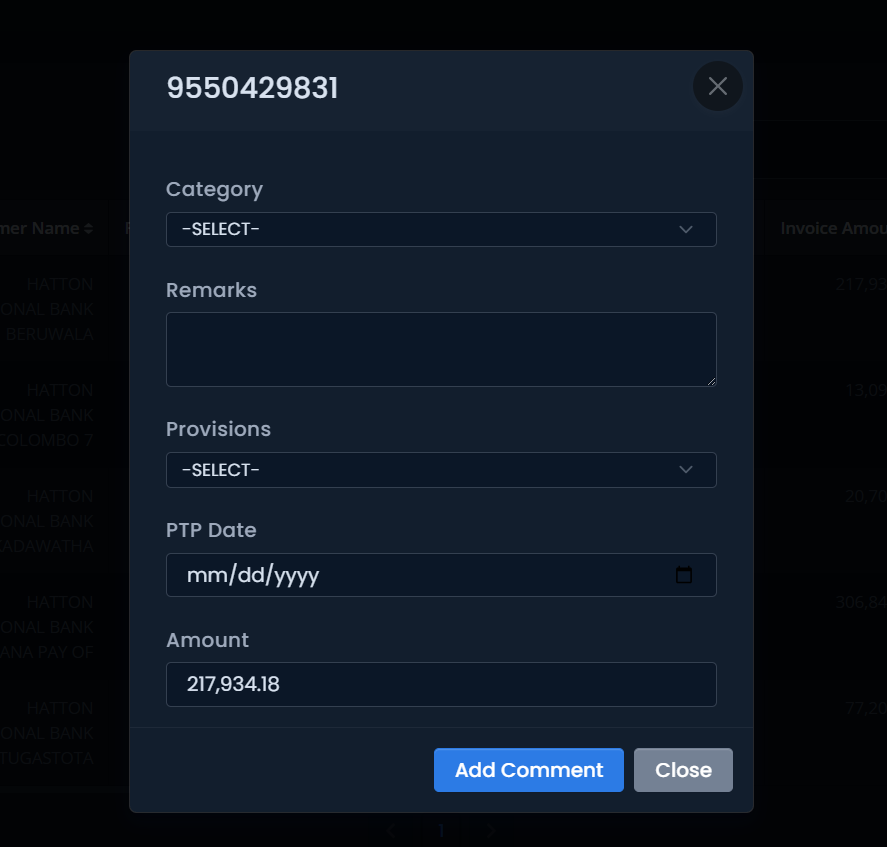 9550429831
Category
-SELECT-
Remarks
Provisions
-SELECT-
PTP Date
mm/dd/yyyy
Amount
217,934.18
Add Comment
Close
mer Name
Invoice Amou
HATTON
ONAL BANK
BERUWALA
217,93
HATTON
ONAL BANK
COLOMBO 7
13,09
HATTON
ONAL BANK
KADAWATHA
20,70
HATTON
ONAL BANK
ANA PAY OF
306,84
HATTON
ONAL BANK
TUGASTOTA
77,20
1